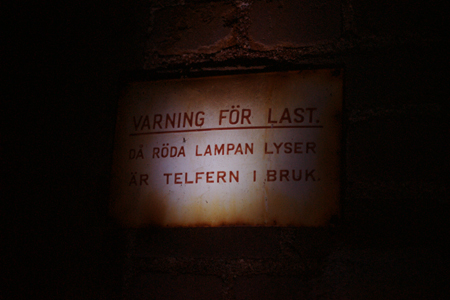 VARNING FÖR LAST.
DÅ RÖDA LAMPAN LYSER
ÄR TELFERN I BRUK.